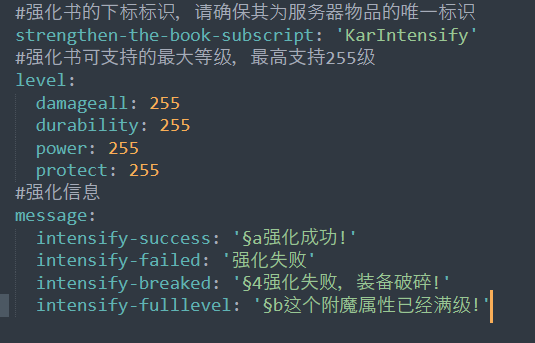 #强化书的下标标识, 请确保其为服务器物品的唯一标识
strengthen-the-book-subscript: 'KarIntensify'
#强化书可支持的最大等级, 最高支持255级
level:
  damageall: 255
  durability: 255
  power: 255
  protect: 255
#强化信息
message:
  intensify-success: '§a强化成功!'
  intensify-failed: '强化失败'
  intensify-breaked: '§4强化失败, 装备破碎!'
  intensify-fulllevel: '§b这个附魔属性已经满级!'